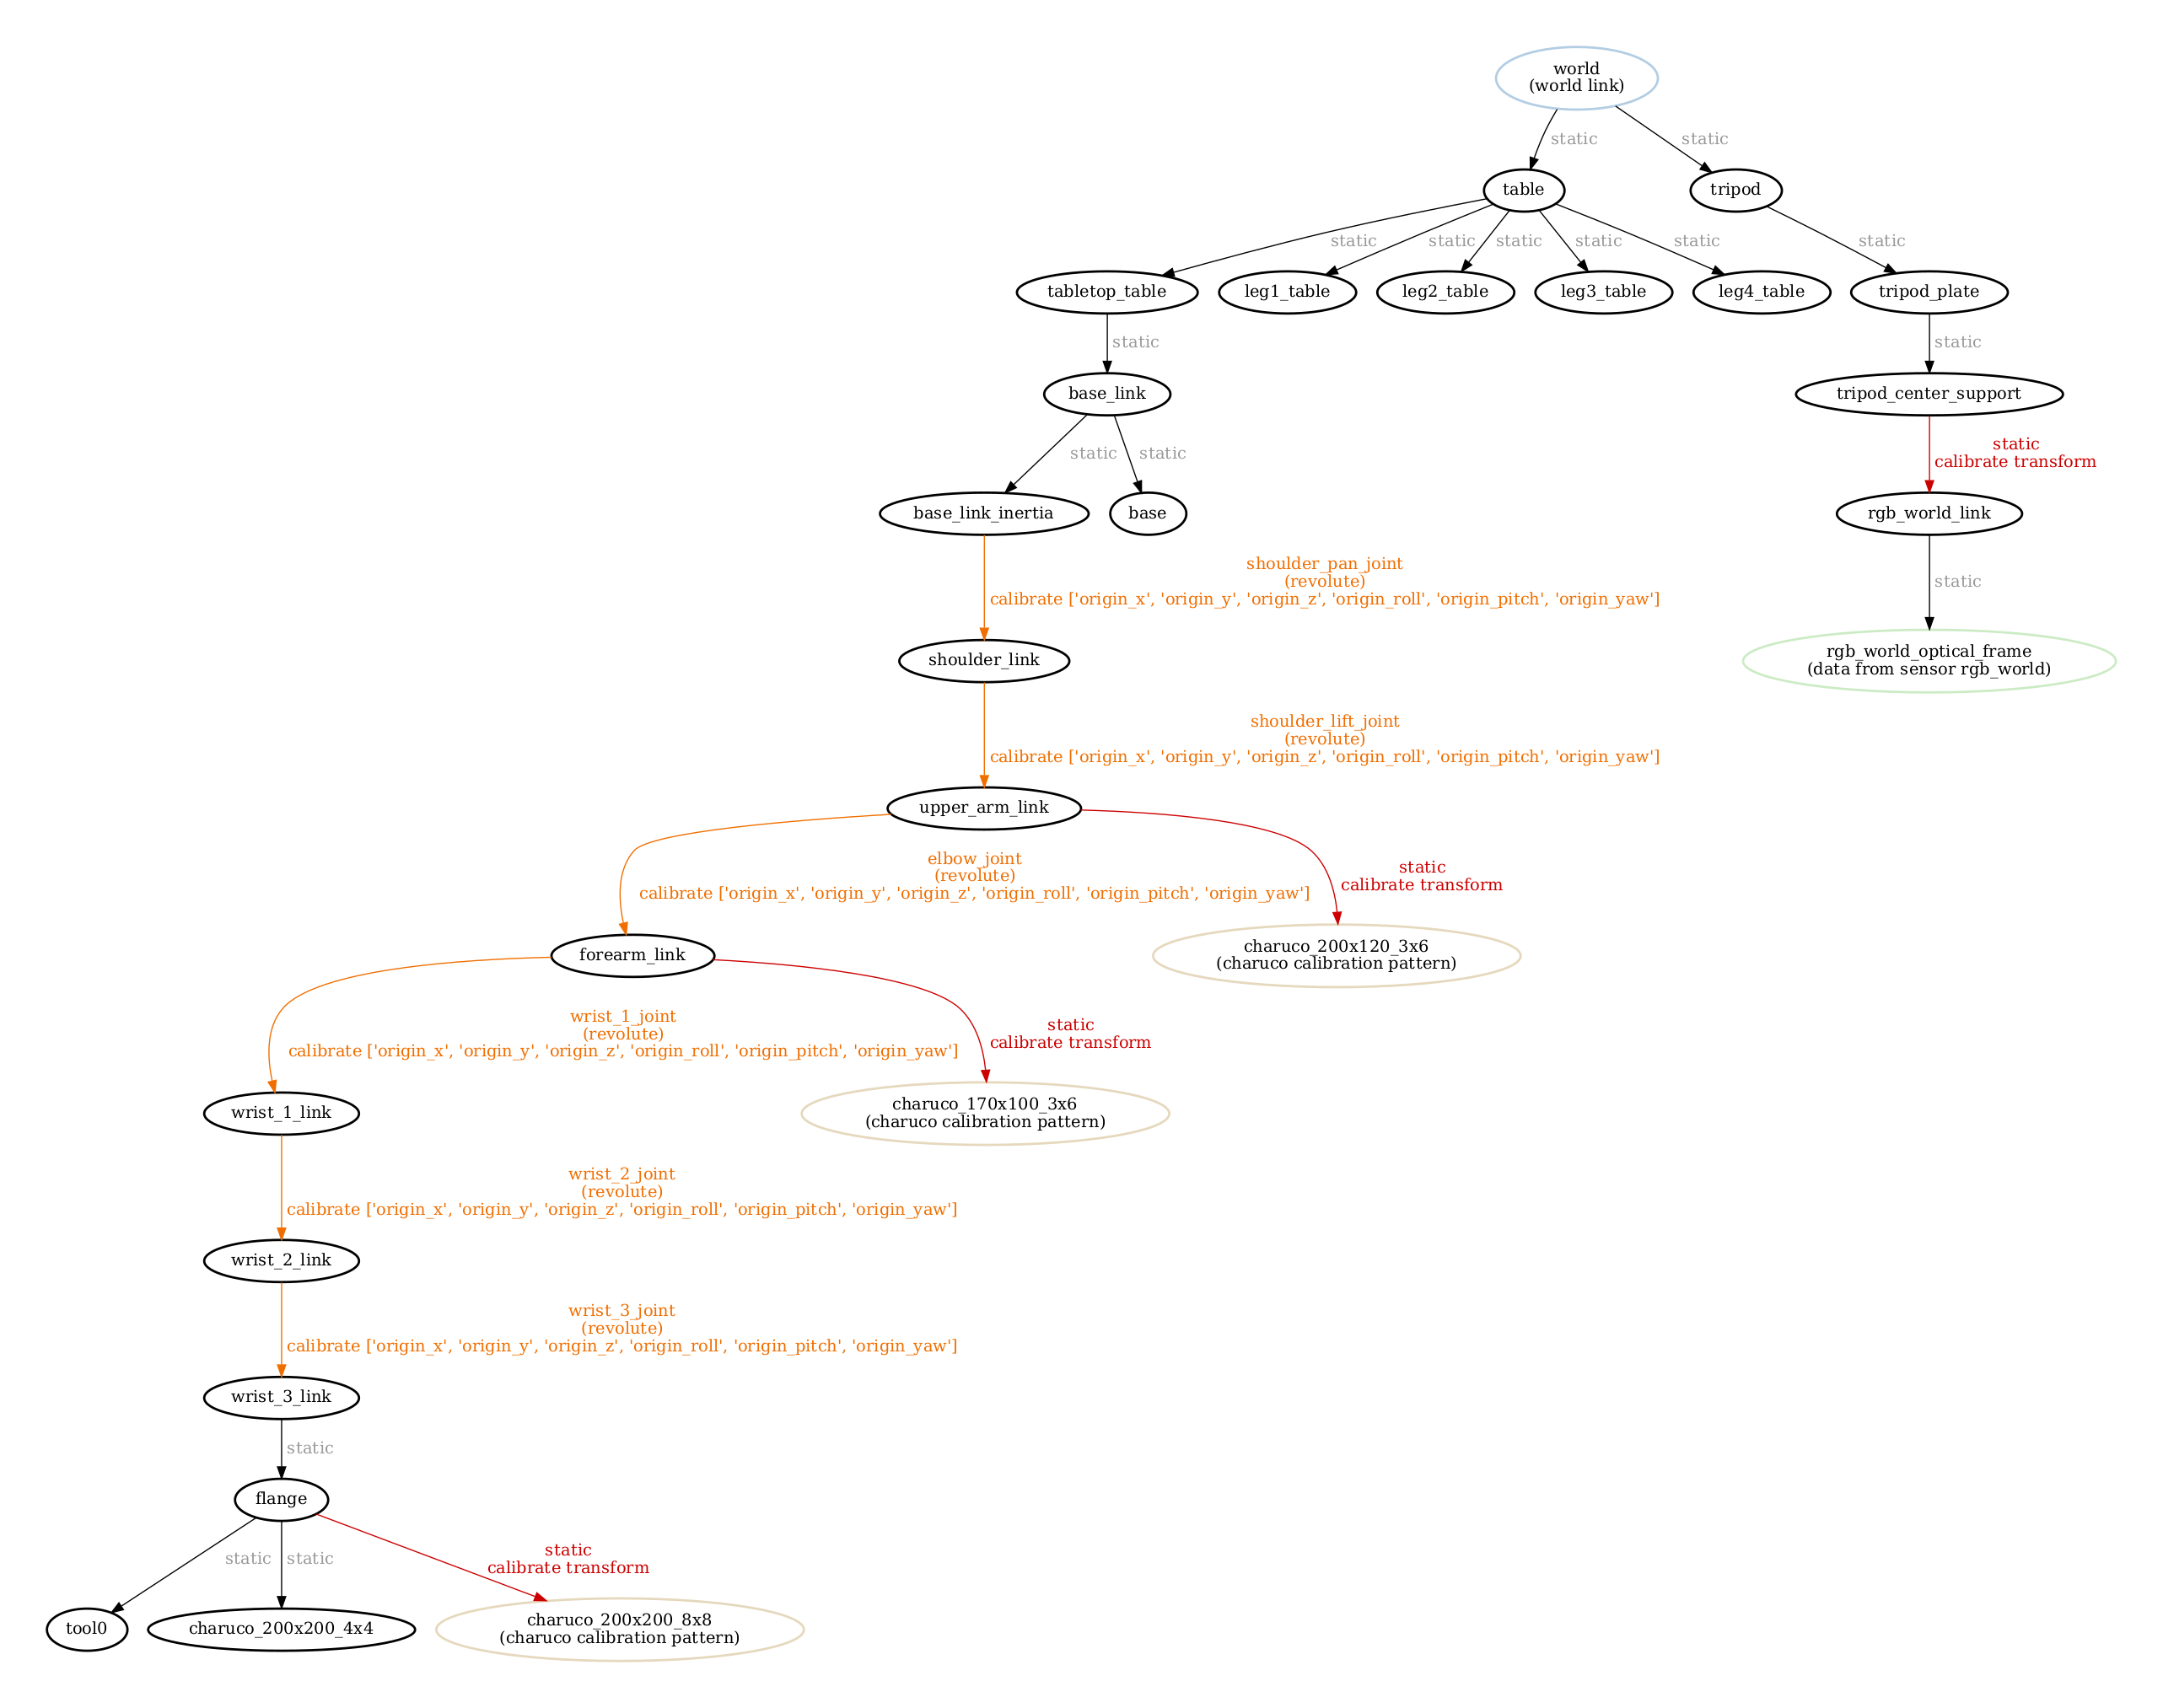 world
(world link)
static
static
table
tripod
static
static
static
static
static
static
tabletop_table
leg1_table
leg2_table
leg3_table
leg4_table
tripod_plate
static
static
base_link
tripod_center_support
static
static
static
calibrate transform
base_link_inertia
base
rgb_world_link
shoulder_pan_joint
(revolute)
calibrate ['origin_x', 'origin_y', 'origin_z', 'origin_roll', 'origin_pitch', 'origin_yaw']
static
shoulder_link
rgb_world_optical_frame
(data from sensor rgb_world)
shoulder_lift_joint
(revolute)
calibrate ['origin_x', 'origin_y', 'origin_z', 'origin_roll', 'origin_pitch', 'origin_yaw']
upper_arm_link
elbow_joint
(revolute)
calibrate ['origin_x', 'origin_y', 'origin_z', 'origin_roll', 'origin_pitch', 'origin_yaw']
static
calibrate transform
forearm_link
charuco_200x120_3x6
(charuco calibration pattern)
wrist_1_joint
(revolute)
calibrate ['origin_x', 'origin_y', 'origin_z', 'origin_roll', 'origin_pitch', 'origin_yaw']
static
calibrate transform
wrist_1_link
charuco_170x100_3x6
(charuco calibration pattern)
wrist_2_joint
(revolute)
calibrate ['origin_x', 'origin_y', 'origin_z', 'origin_roll', 'origin_pitch', 'origin_yaw']
wrist_2_link
wrist_3_joint
(revolute)
calibrate ['origin_x', 'origin_y', 'origin_z', 'origin_roll', 'origin_pitch', 'origin_yaw']
wrist_3_link
static
flange
static
static
static
calibrate transform
tool0
charuco_200x200_4x4
charuco_200x200_8x8
(charuco calibration pattern)